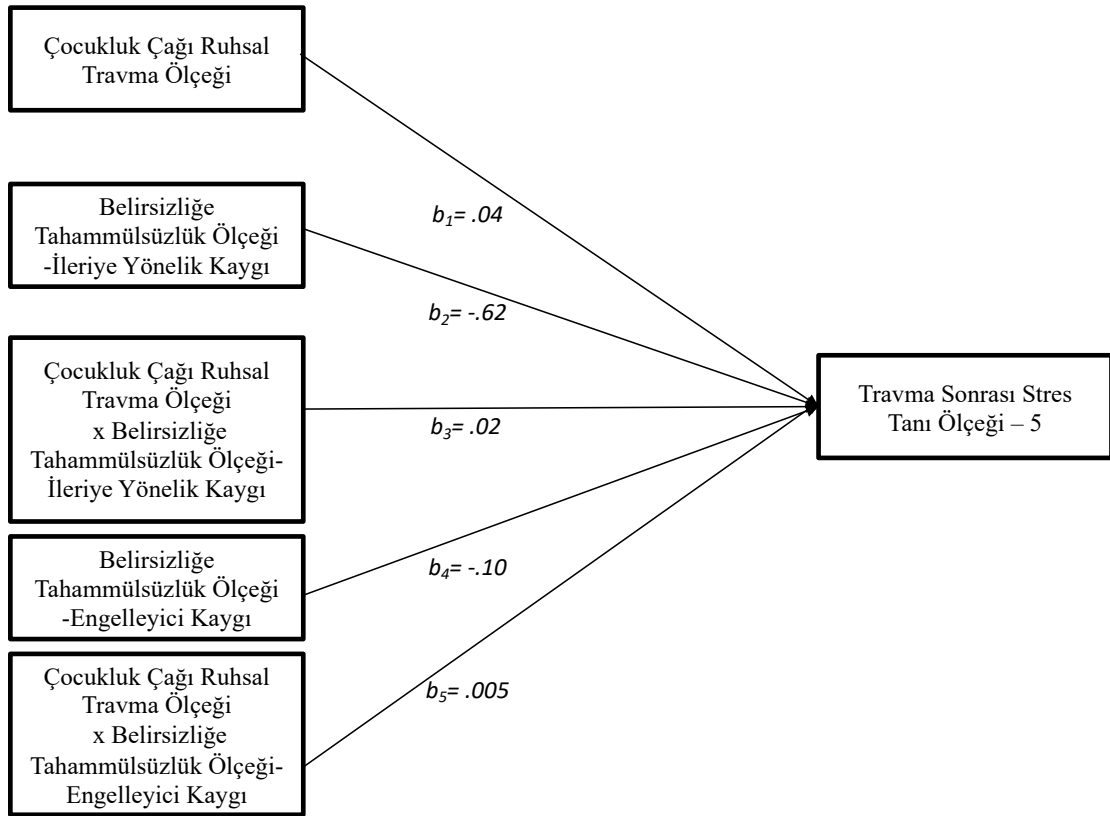 Çocukluk Çağı Ruhsal
Travma Ölçeği
Belirsizliğe
Tahammülsüzlük Ölçeği
-İleriye Yönelik Kaygı
Çocukluk Çağı Ruhsal
Travma Ölçeği
x Belirsizliğe
Tahammülsüzlük Ölçeği-
İleriye Yönelik Kaygı
Belirsizliğe
Tahammülsüzlük Ölçeği
-Engelleyici Kaygı
Çocukluk Çağı Ruhsal
Travma Ölçeği
x Belirsizliğe
Tahammülsüzlük Ölçeği-
Engelleyici Kaygı
b₁= .04
b₂= -.62
b₃= .02
b₄= -.10
b₅= .005
Travma Sonrası Stres
Tanı Ölçeği – 5